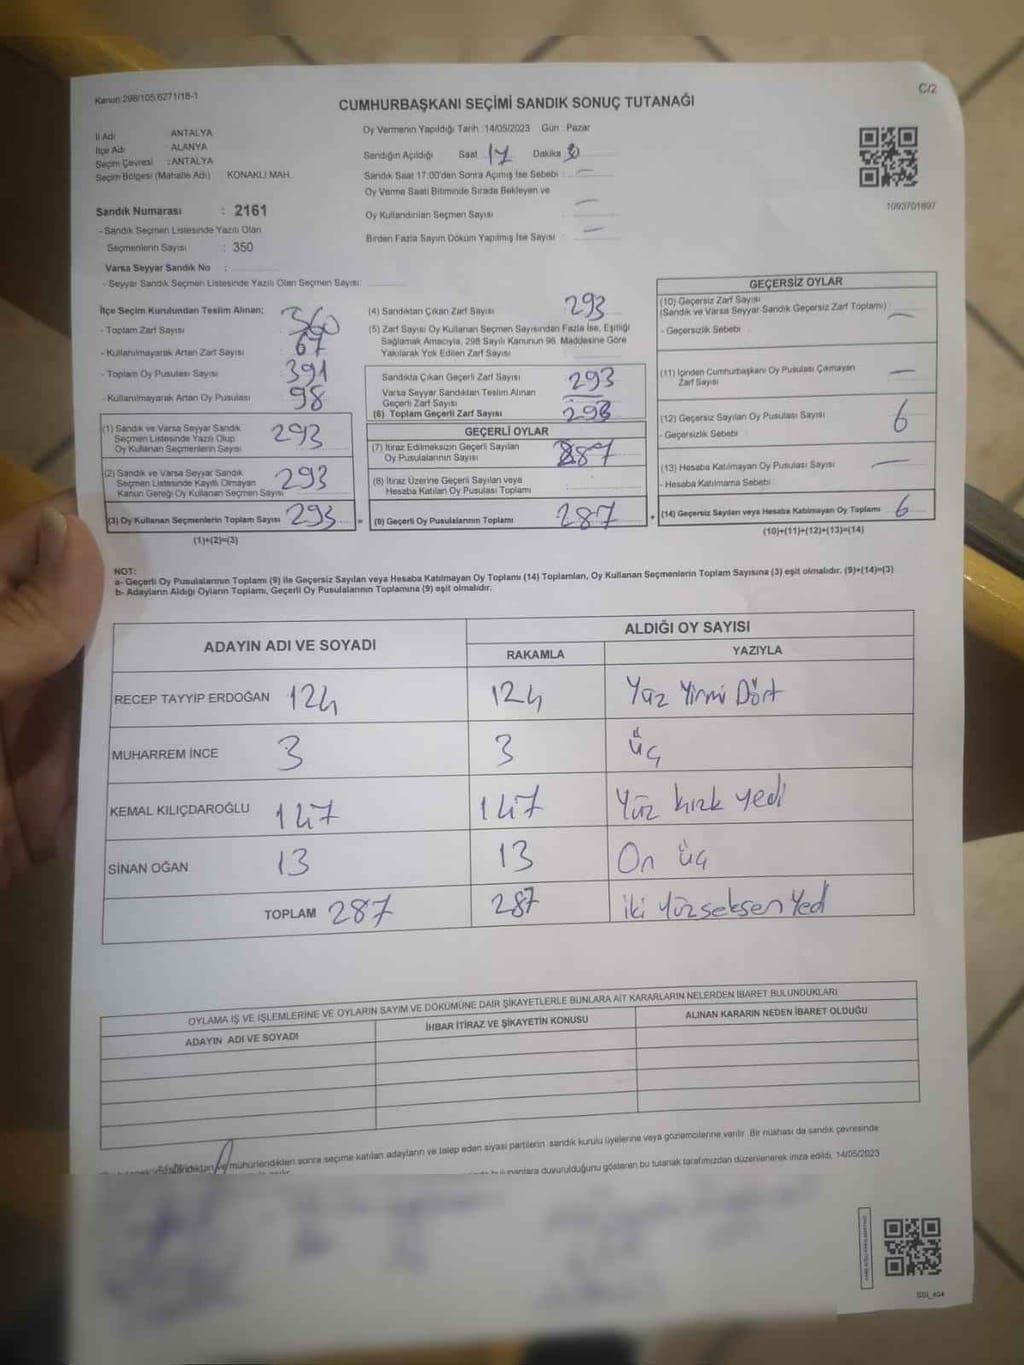 Kanun:298/105,6271/18-1
C/2
CUMHURBAŞKANI SEÇİMİ SANDIK SONUÇ TUTANAĞI
İl Adı ANTALYA
İlçe Adı ALANYA
Seçim Çevresi :ANTALYA
Seçim Bölgesi (Mahalle Adı) KONAKLI MAH.
Sandık Numarası : 2161
- Sandık Seçmen Listesinde Yazılı Olan
Seçmenlerin Sayısı : 350
Varsa Seyyar Sandık No :
- Seyyar Sandık Seçmen Listesinde Yazılı Olan Seçmen Sayısı:
Oy Vermenin Yapıldığı Tarih :14/05/2023 Gün : Pazar
Sandığın Açıldığı Saat 17 Dakika
Sandık Saat 17:00'den Sonra Açılmış İse Sebebi : —
Oy Verme Saati Bitiminde Sırada Bekleyen ve
Oy Kullandırılan Seçmen Sayısı : —
Birden Fazla Sayım Döküm Yapılmış İse Sayısı : —
1093701897
İlçe Seçim Kurulundan Teslim Alınan;
- Toplam Zarf Sayısı 360
- Kullanılmayarak Artan Zarf Sayısı 67
- Toplam Oy Pusulası Sayısı 391
- Kullanılmayarak Artan Oy Pusulası 98
(1) Sandık ve Varsa Seyyar Sandık
Seçmen Listesinde Yazılı Olup
Oy Kullanan Seçmenlerin Sayısı 293
(2) Sandık ve Varsa Seyyar Sandık
Seçmen Listesinde Kayıtlı Olmayan
Kanun Gereği Oy Kullanan Seçmen Sayısı 293
(3) Oy Kullanan Seçmenlerin Toplam Sayısı 293 =
(1)+(2)=(3)
(4) Sandıktan Çıkan Zarf Sayısı 293
(5) Zarf Sayısı Oy Kullanan Seçmen Sayısından Fazla İse, Eşitliği
Sağlamak Amacıyla, 298 Sayılı Kanunun 98. Maddesine Göre
Yakılarak Yok Edilen Zarf Sayısı
Sandıkta Çıkan Geçerli Zarf Sayısı 293
Varsa Seyyar Sandıktan Teslim Alınan
Geçerli Zarf Sayısı —
(6) Toplam Geçerli Zarf Sayısı 293
GEÇERLİ OYLAR
(7) İtiraz Edilmeksizin Geçerli Sayılan
Oy Pusulalarının Sayısı 287
(8) İtiraz Üzerine Geçerli Sayılan veya
Hesaba Katılan Oy Pusulası Toplamı
(9) Geçerli Oy Pusulalarının Toplamı 287 +
GEÇERSİZ OYLAR
(10) Geçersiz Zarf Sayısı
(Sandık ve Varsa Seyyar Sandık Geçersiz Zarf Toplamı) —
- Geçersizlik Sebebi :
(11) İçinden Cumhurbaşkanı Oy Pusulası Çıkmayan
Zarf Sayısı —
(12) Geçersiz Sayılan Oy Pusulası Sayısı 6
- Geçersizlik Sebebi :
(13) Hesaba Katılmayan Oy Pusulası Sayısı —
- Hesaba Katılmama Sebebi :
(14) Geçersiz Sayılan veya Hesaba Katılmayan Oy Toplamı 6
(10)+(11)+(12)+(13)=(14)
NOT:
a- Geçerli Oy Pusulalarının Toplamı (9) ile Geçersiz Sayılan veya Hesaba Katılmayan Oy Toplamı (14) Toplamları, Oy Kullanan Seçmenlerin Toplam Sayısına (3) eşit olmalıdır. (9)+(14)=(3)
b- Adayların Aldığı Oyların Toplamı, Geçerli Oy Pusulalarının Toplamına (9) eşit olmalıdır.
ADAYIN ADI VE SOYADI
ALDIĞI OY SAYISI
RAKAMLA YAZIYLA
RECEP TAYYİP ERDOĞAN 124 124 Yüz Yirmi Dört
MUHARREM İNCE 3 3 üç
KEMAL KILIÇDAROĞLU 147 147 Yüz kırk yedi
SİNAN OĞAN 13 13 On üç
TOPLAM 287 287 iki YüzseksenYedi
OYLAMA İŞ VE İŞLEMLERİNE VE OYLARIN SAYIM VE DÖKÜMÜNE DAİR ŞİKAYETLERLE BUNLARA AİT KARARLARIN NELERDEN İBARET BULUNDUKLARI
ADAYIN ADI VE SOYADI
İHBAR İTİRAZ VE ŞİKAYETİN KONUSU
ALINAN KARARIN NEDEN İBARET OLDUĞU
mühürlendikten sonra seçime katılan adayların ve talep eden siyasi partilerin sandık kurulu üyelerine veya gözlemcilerine verilir. Bir nüshası da sandık çevresinde
bulunanlara duyurulduğunu gösteren bu tutanak tarafımızdan düzenlenerek imza edildi, 14/05/2023